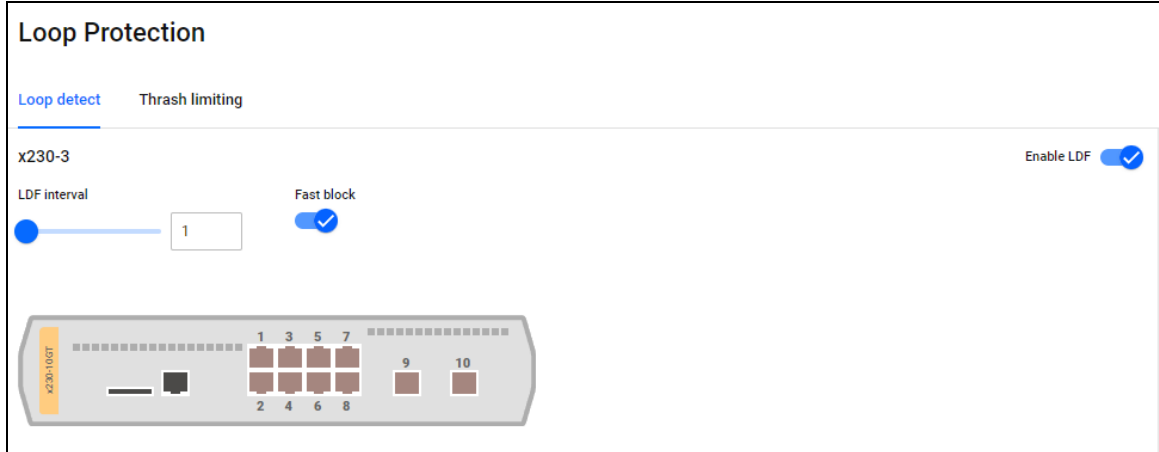 Loop Protection
Loop detect Thrash limiting
x230-3 Enable LDF
LDF interval Fast block
1
x230-10GT
1 3 5 7
9 10
2 4 6 8